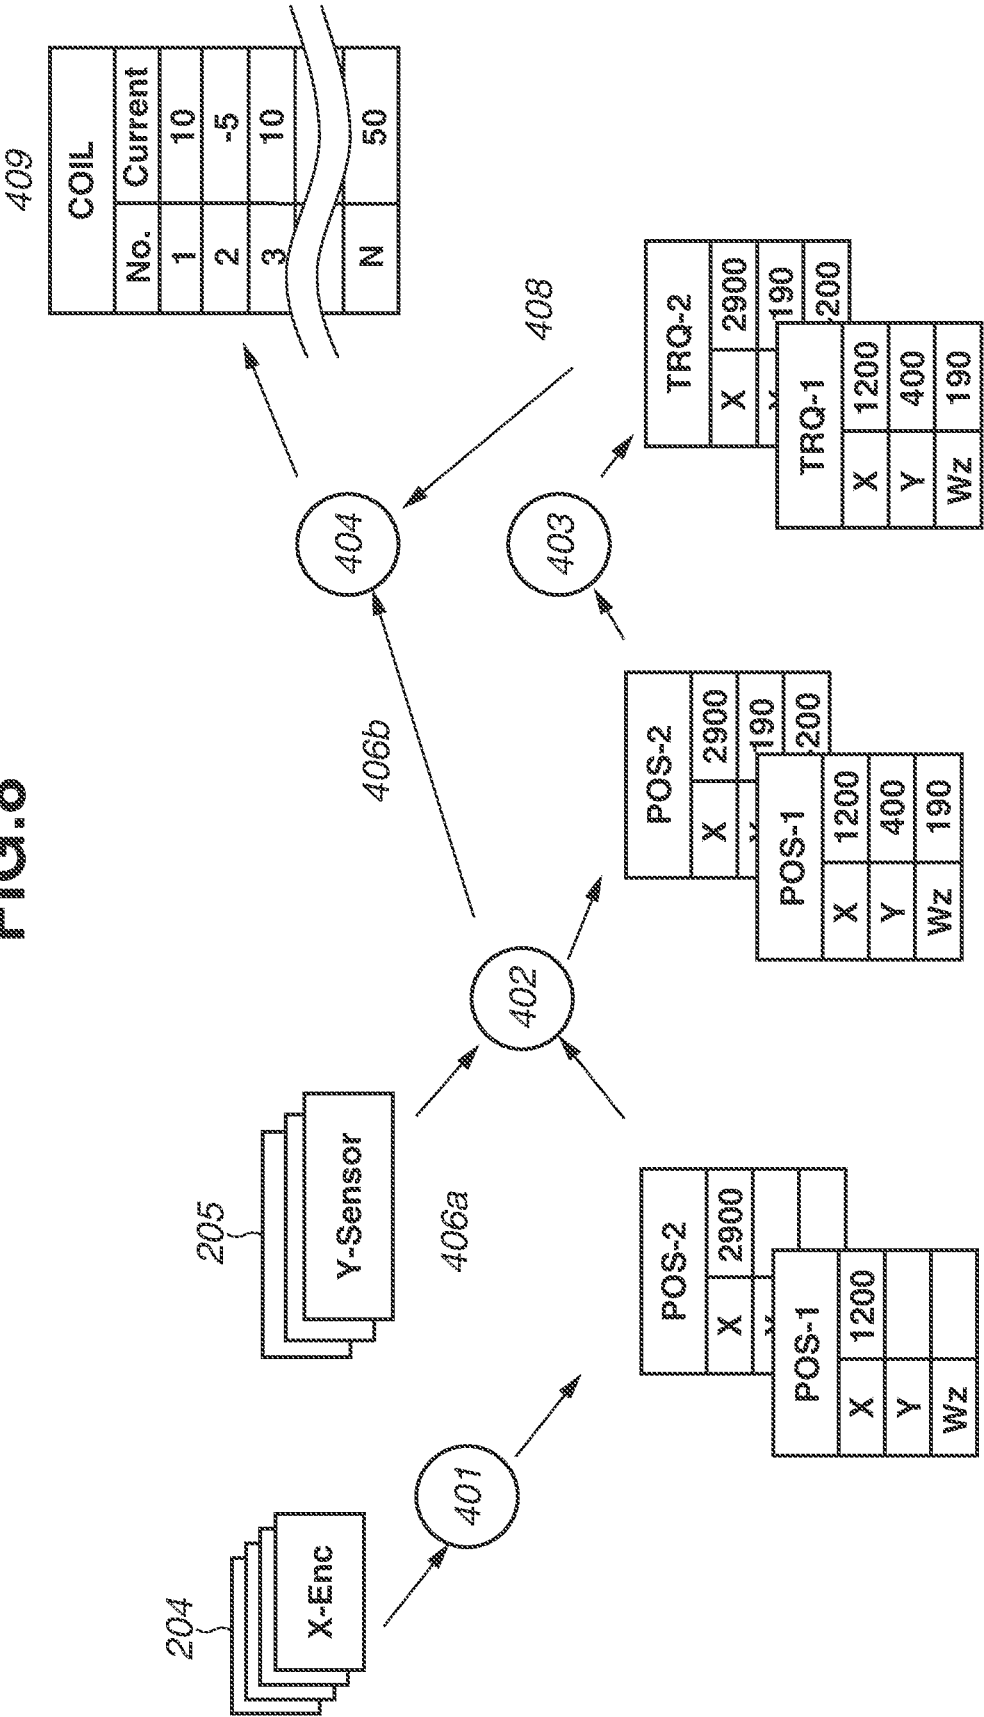 FIG.
204
X-Enc
401
205
Y-Sensor
406a
402
406b
404
403
408
409
COIL
No. Current
1 10
2 -5
3 10
N 50
POS-2
X 2900
POS-1
X 1200
Y
Wz
POS-2
X 2900
190
200
POS-1
X 1200
Y 400
Wz 190
TRQ-2
X 2900
190
200
TRQ-1
X 1200
Y 400
Wz 190